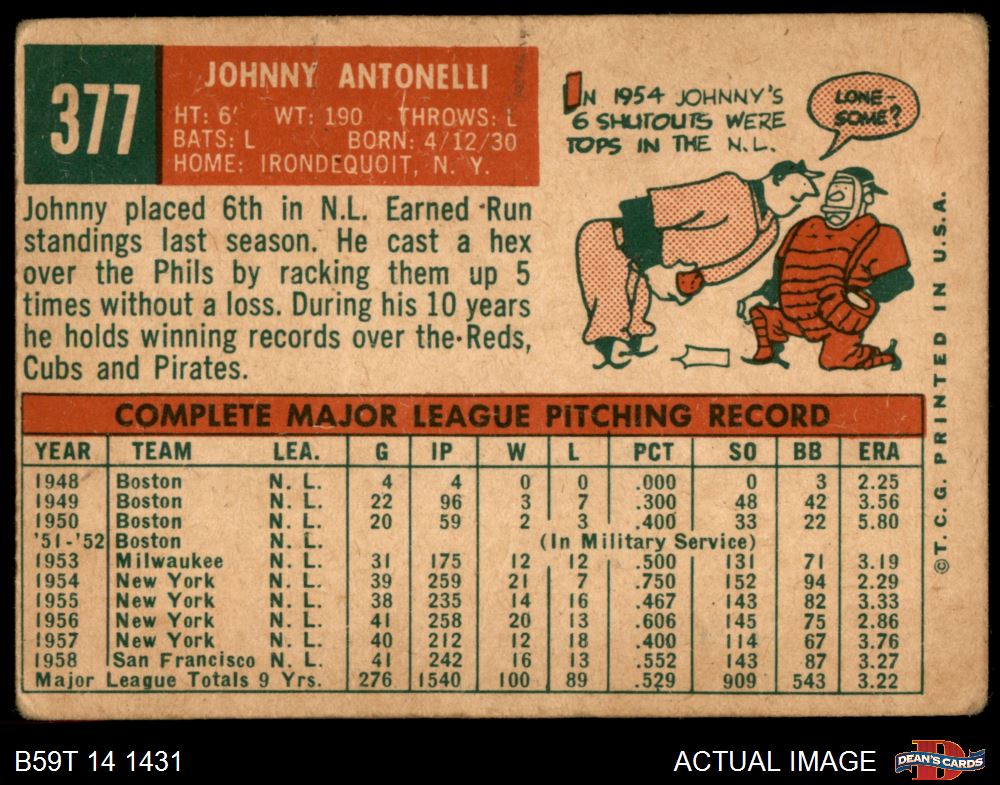 377
JOHNNY ANTONELLI
HT: 6' WT: 190 THROWS: L
BATS: L BORN: 4/12/30
HOME: IRONDEQUOIT, N. Y.
IN 1954 JOHNNY'S
6 SHUTOUTS WERE
TOPS IN THE N.L.
LONE-
SOME?
Johnny placed 6th in N.L. Earned Run
standings last season. He cast a hex
over the Phils by racking them up 5
times without a loss. During his 10 years
he holds winning records over the Reds,
Cubs and Pirates.
©T. C. G. PRINTED IN U. S. A.
COMPLETE MAJOR LEAGUE PITCHING RECORD
YEAR TEAM LEA. G IP W L PCT SO BB ERA
1948 Boston N. L. 4 4 0 0 .000 0 3 2.25
1949 Boston N. L. 22 96 3 7 .300 48 42 3.56
1950 Boston N. L. 20 59 2 3 .400 33 22 5.80
'51-'52 Boston N. L. (In Military Service)
1953 Milwaukee N. L. 31 175 12 12 .500 131 71 3.19
1954 New York N. L. 39 259 21 7 .750 152 94 2.29
1955 New York N. L. 38 235 14 16 .467 143 82 3.33
1956 New York N. L. 41 258 20 13 .606 145 75 2.86
1957 New York N. L. 40 212 12 18 .400 114 67 3.76
1958 San Francisco N. L. 41 242 16 13 .552 143 87 3.27
Major League Totals 9 Yrs. 276 1540 100 89 .529 909 543 3.22
B59T 14 1431
ACTUAL IMAGE
D
DEAN'S CARDS